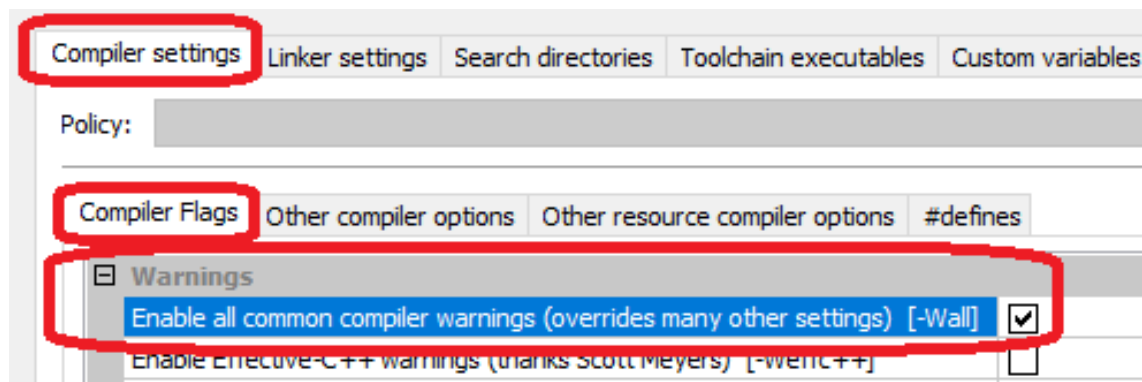 Compiler settings Linker settings Search directories Toolchain executables Custom variables
Policy:
Compiler Flags Other compiler options Other resource compiler options #defines
Warnings
Enable all common compiler warnings (overrides many other settings) [-Wall]
Enable Effective-C++ warnings (thanks Scott Meyers) [-Weffc++]